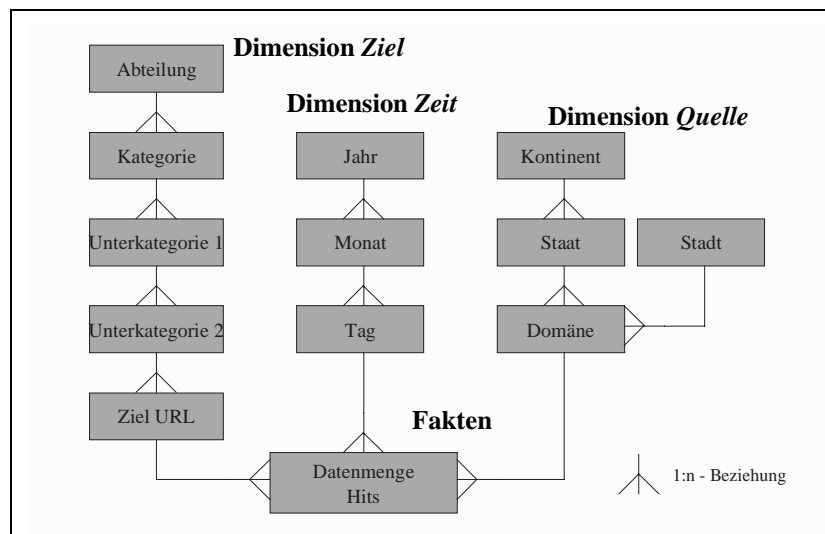 Dimension Ziel
Abteilung
Dimension Zeit
Dimension Quelle
Kategorie
Jahr
Kontinent
Unterkategorie 1
Monat
Staat
Stadt
Unterkategorie 2
Tag
Domäne
Ziel URL
Fakten
Datenmenge
Hits
1:n - Beziehung